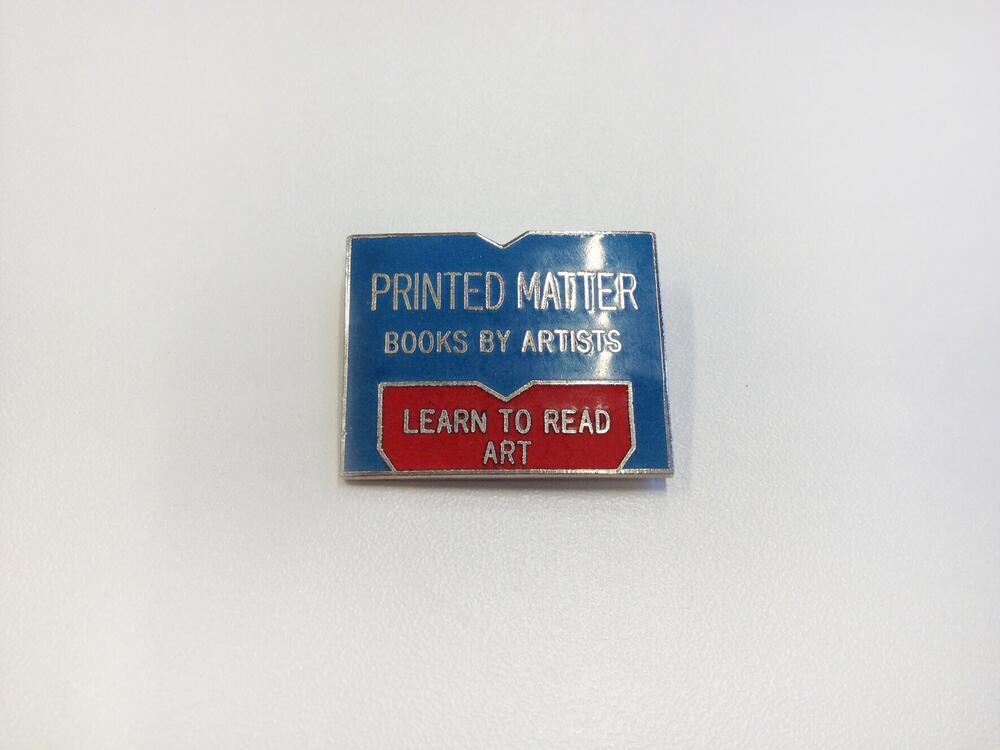 PRINTED MATTER
BOOKS BY ARTISTS
LEARN TO READ
ART